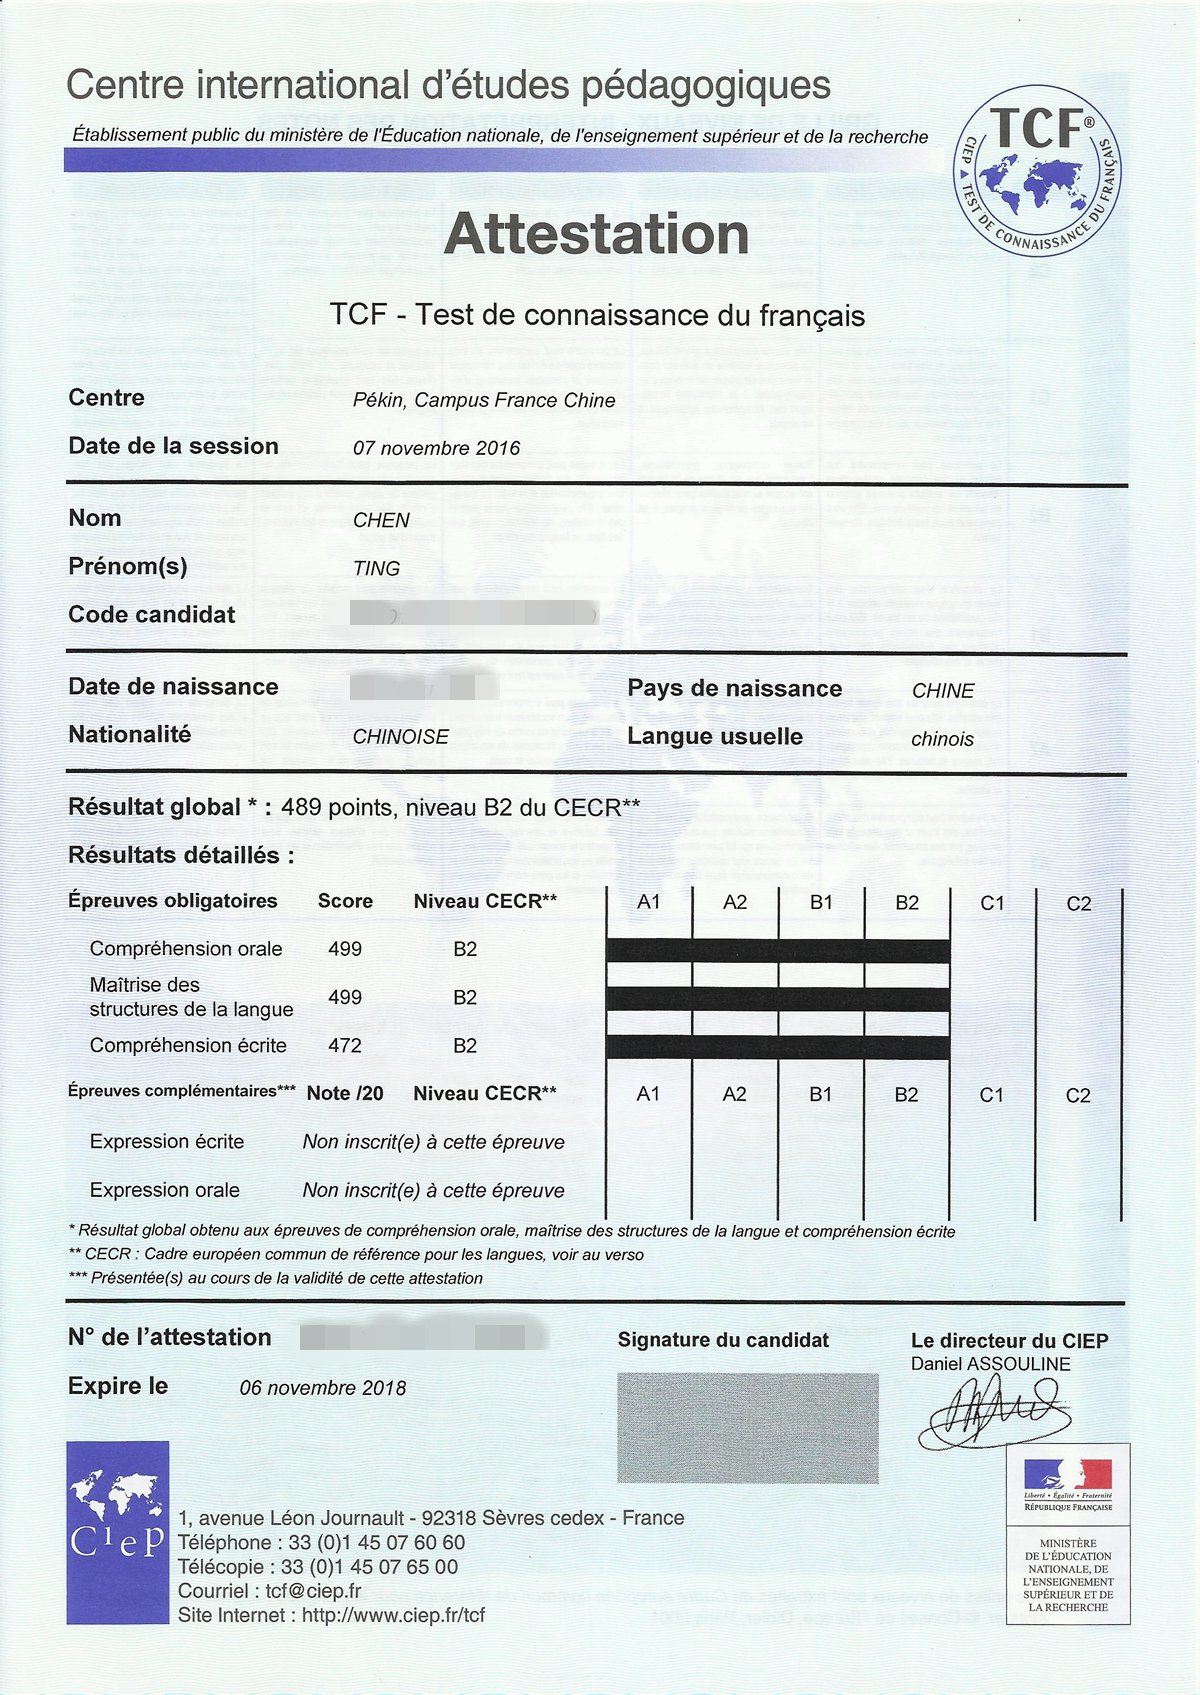 Centre international d'études pédagogiques
Établissement public du ministère de l'Éducation nationale, de l'enseignement supérieur et de la recherche
TCF®
CIEP ▲ TEST DE CONNAISSANCE DU FRANÇAIS
Attestation
TCF - Test de connaissance du français
Centre Pékin, Campus France Chine
Date de la session 07 novembre 2016
Nom CHEN
Prénom(s) TING
Code candidat
Date de naissance Pays de naissance CHINE
Nationalité CHINOISE Langue usuelle chinois
Résultat global * : 489 points, niveau B2 du CECR**
Résultats détaillés :
Épreuves obligatoires Score Niveau CECR** A1 A2 B1 B2 C1 C2
Compréhension orale 499 B2
Maîtrise des
structures de la langue 499 B2
Compréhension écrite 472 B2
Épreuves complémentaires*** Note /20 Niveau CECR** A1 A2 B1 B2 C1 C2
Expression écrite Non inscrit(e) à cette épreuve
Expression orale Non inscrit(e) à cette épreuve
* Résultat global obtenu aux épreuves de compréhension orale, maîtrise des structures de la langue et compréhension écrite
** CECR : Cadre européen commun de référence pour les langues, voir au verso
*** Présentée(s) au cours de la validité de cette attestation
N° de l'attestation
Signature du candidat
Le directeur du CIEP
Daniel ASSOULINE
Expire le 06 novembre 2018
Ciep
1, avenue Léon Journault - 92318 Sèvres cedex - France
Téléphone : 33 (0)1 45 07 60 60
Télécopie : 33 (0)1 45 07 65 00
Courriel : tcf@ciep.fr
Site Internet : http://www.ciep.fr/tcf
Liberté • Égalité • Fraternité
RÉPUBLIQUE FRANÇAISE
MINISTÈRE
DE L'ÉDUCATION
NATIONALE, DE
L'ENSEIGNEMENT
SUPÉRIEUR ET DE
LA RECHERCHE